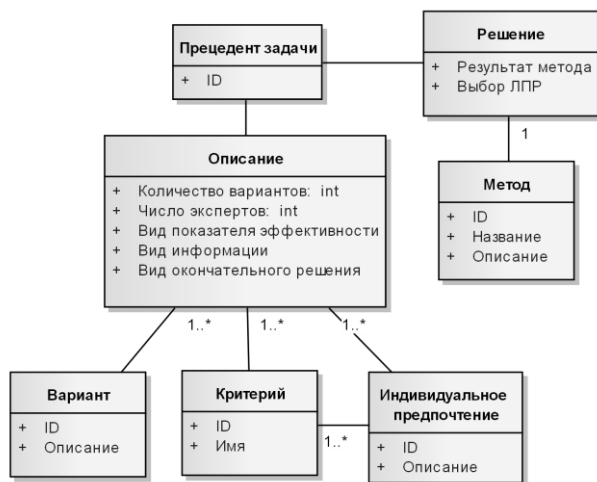 Прецедент задачи
+ ID
Решение
+ Результат метода
+ Выбор ЛПР
1
Описание
+ Количество вариантов: int
+ Число экспертов: int
+ Вид показателя эффективности
+ Вид информации
+ Вид окончательного решения
Метод
+ ID
+ Название
+ Описание
1..*
1..*
1..*
Вариант
+ ID
+ Описание
Критерий
+ ID
+ Имя
1..*
Индивидуальное
предпочтение
+ ID
+ Описание